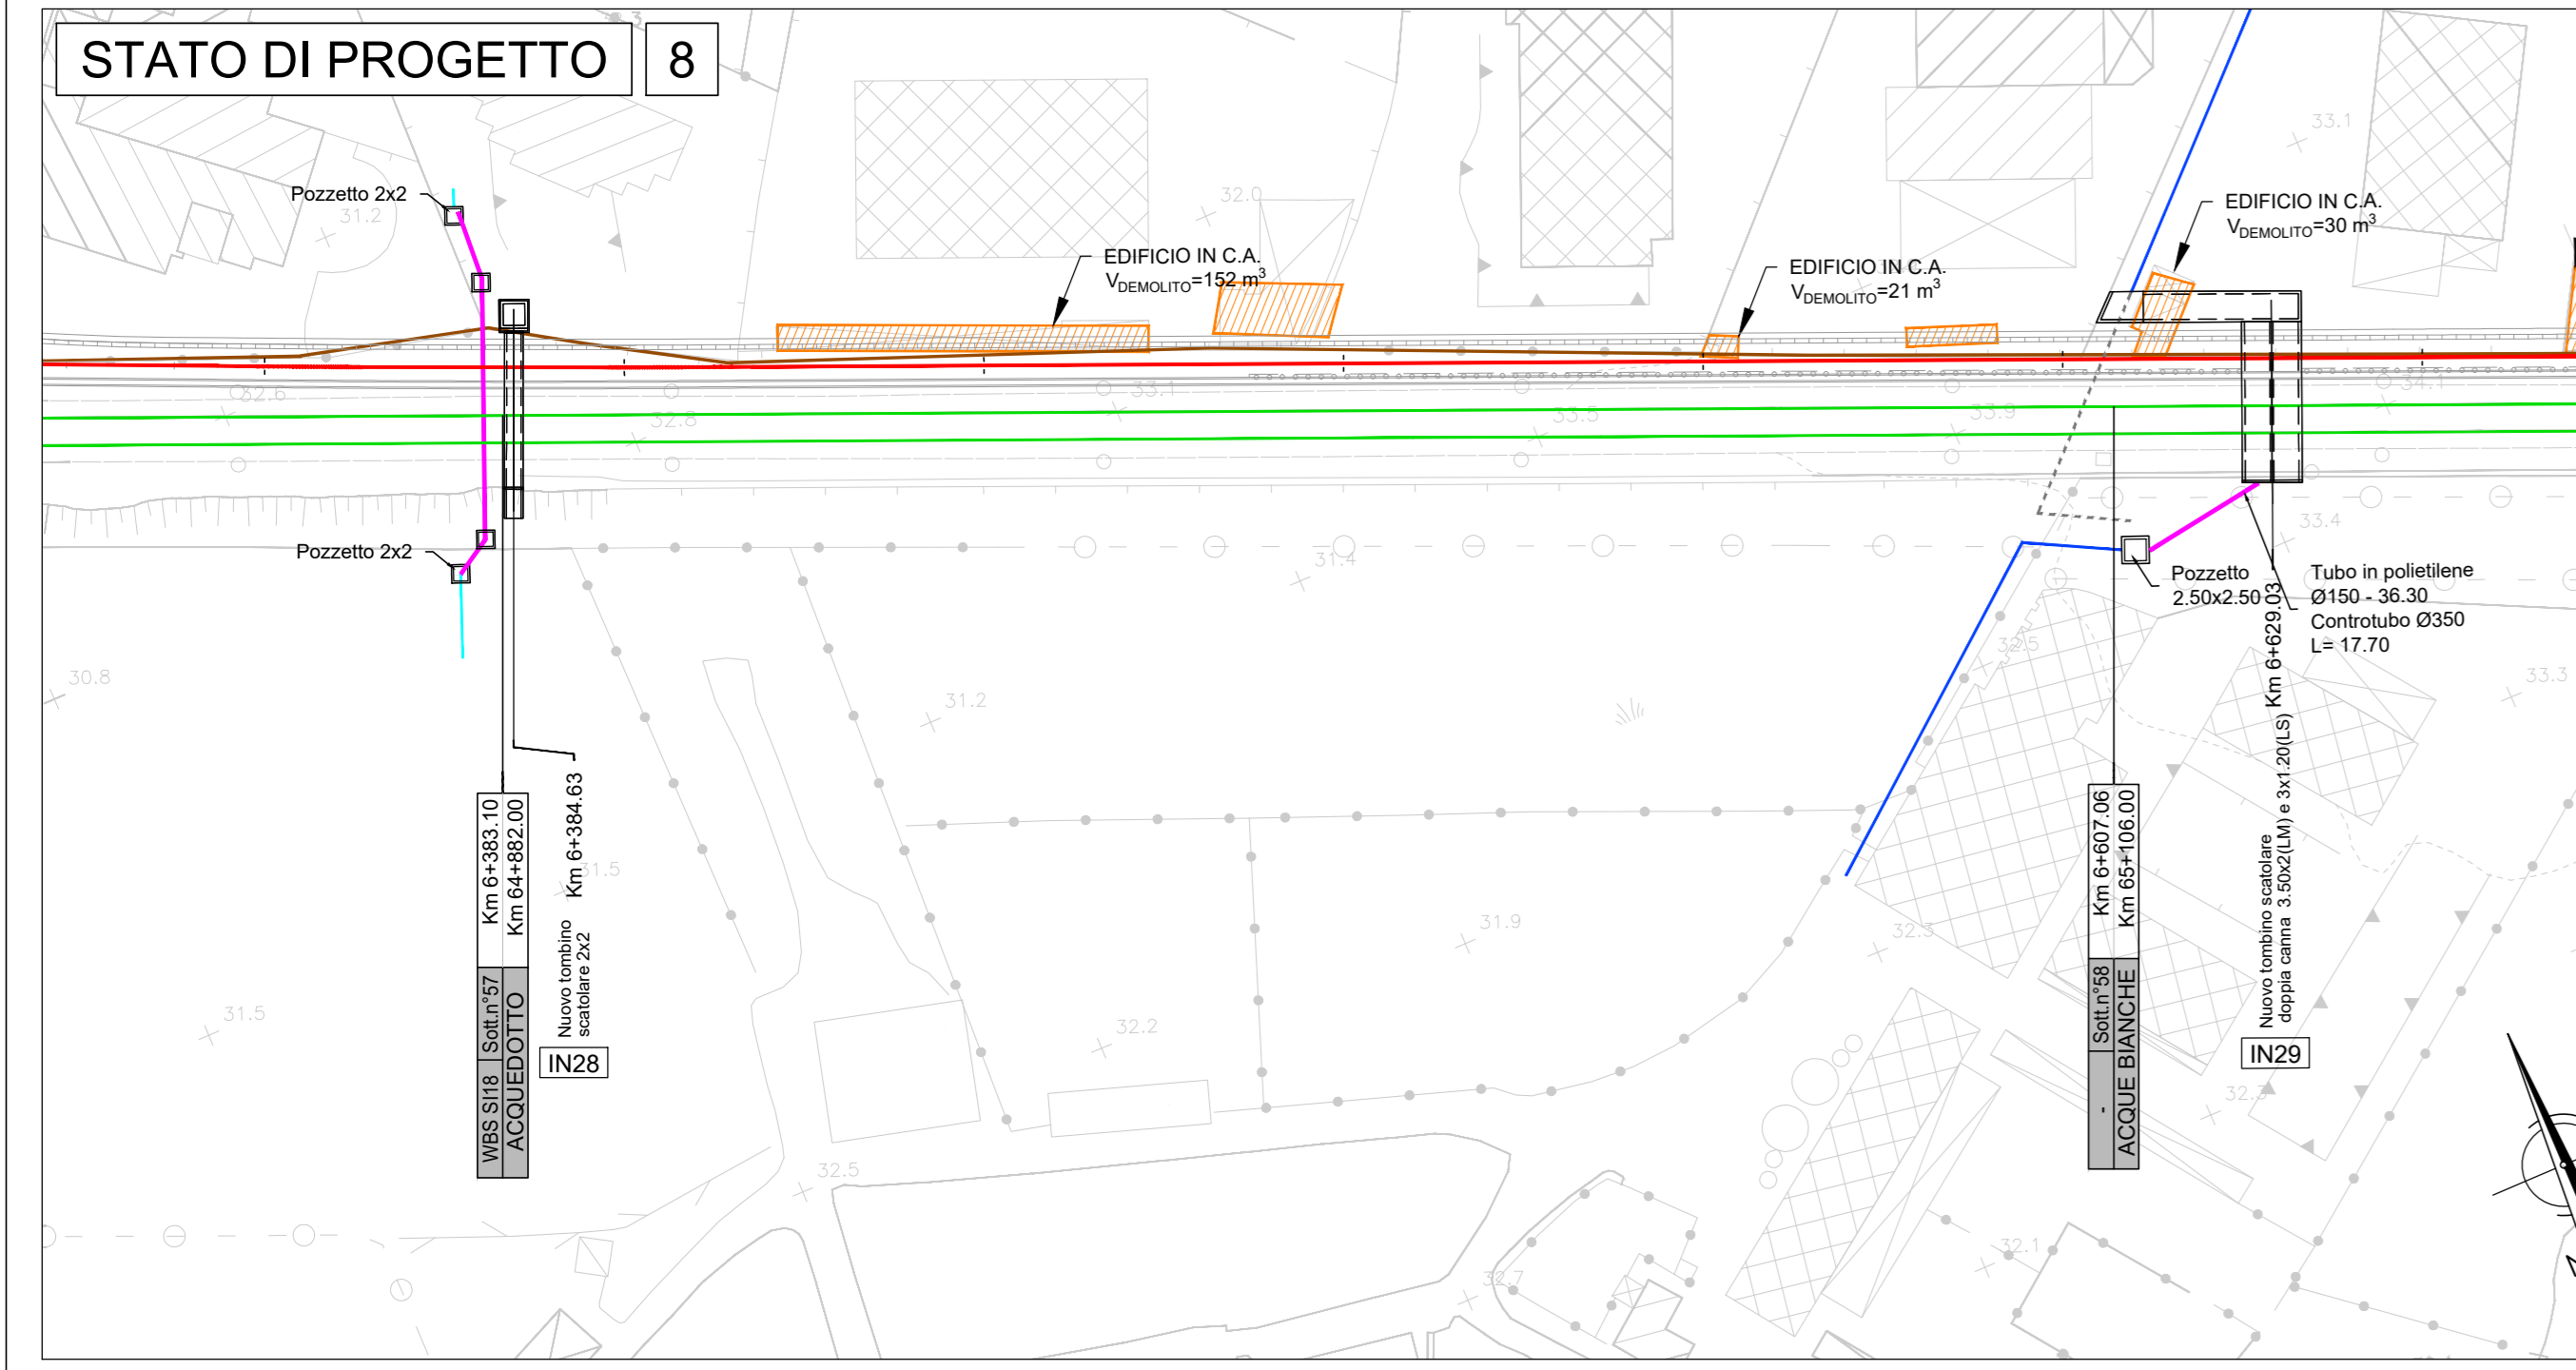 STATO DI PROGETTO
8
3
33.1
Pozzetto 2x2
31.2
32.0
EDIFICIO IN C.A.
VDEMOLITO=152 m³
EDIFICIO IN C.A.
VDEMOLITO=21 m³
EDIFICIO IN C.A.
VDEMOLITO=30 m³
32.6
32.8
33.1
33.5
33.9
34.1
33.4
Pozzetto 2x2
31.4
Pozzetto
2.50x2.50
Tubo in polietilene
Ø150 - 36.30
Controtubo Ø350
L= 17.70
32.5
30.8
31.2
33.3
Km 6+383.10
Km 64+882.00
WBS SI18
Sott.n°57
ACQUEDOTTO
Km 6+384.63
Nuovo tombino
scatolare 2x2
IN28
31.5
31.9
32.3
Km 6+607.06
Km 65+106.00
-
Sott.n°58
ACQUE BIANCHE
Km 6+629.03
Nuovo tombino scatolare
doppia canna 3.50x2(LM) e 3x1.20(LS)
IN29
31.5
32.2
32.3
32.5
32.1
32.7